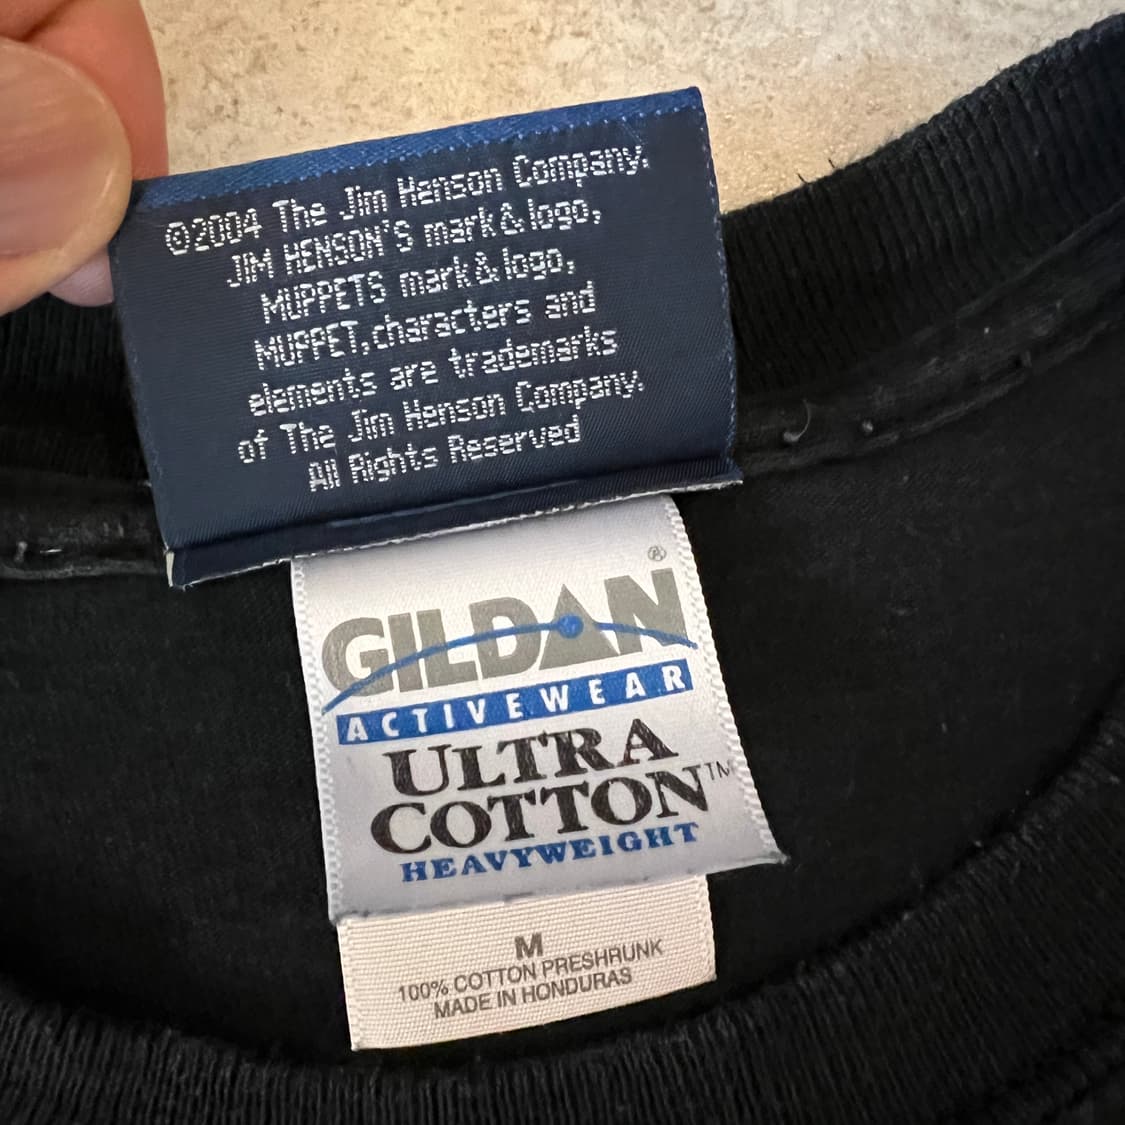 ©2004 The Jim Henson Company.
JIM HENSON'S mark & logo,
MUPPETS mark & logo,
MUPPET, characters and
elements are trademarks
of The Jim Henson Company.
All Rights Reserved
GILDAN®
ACTIVEWEAR
ULTRA
COTTON™
HEAVYWEIGHT
M
100% COTTON PRESHRUNK
MADE IN HONDURAS